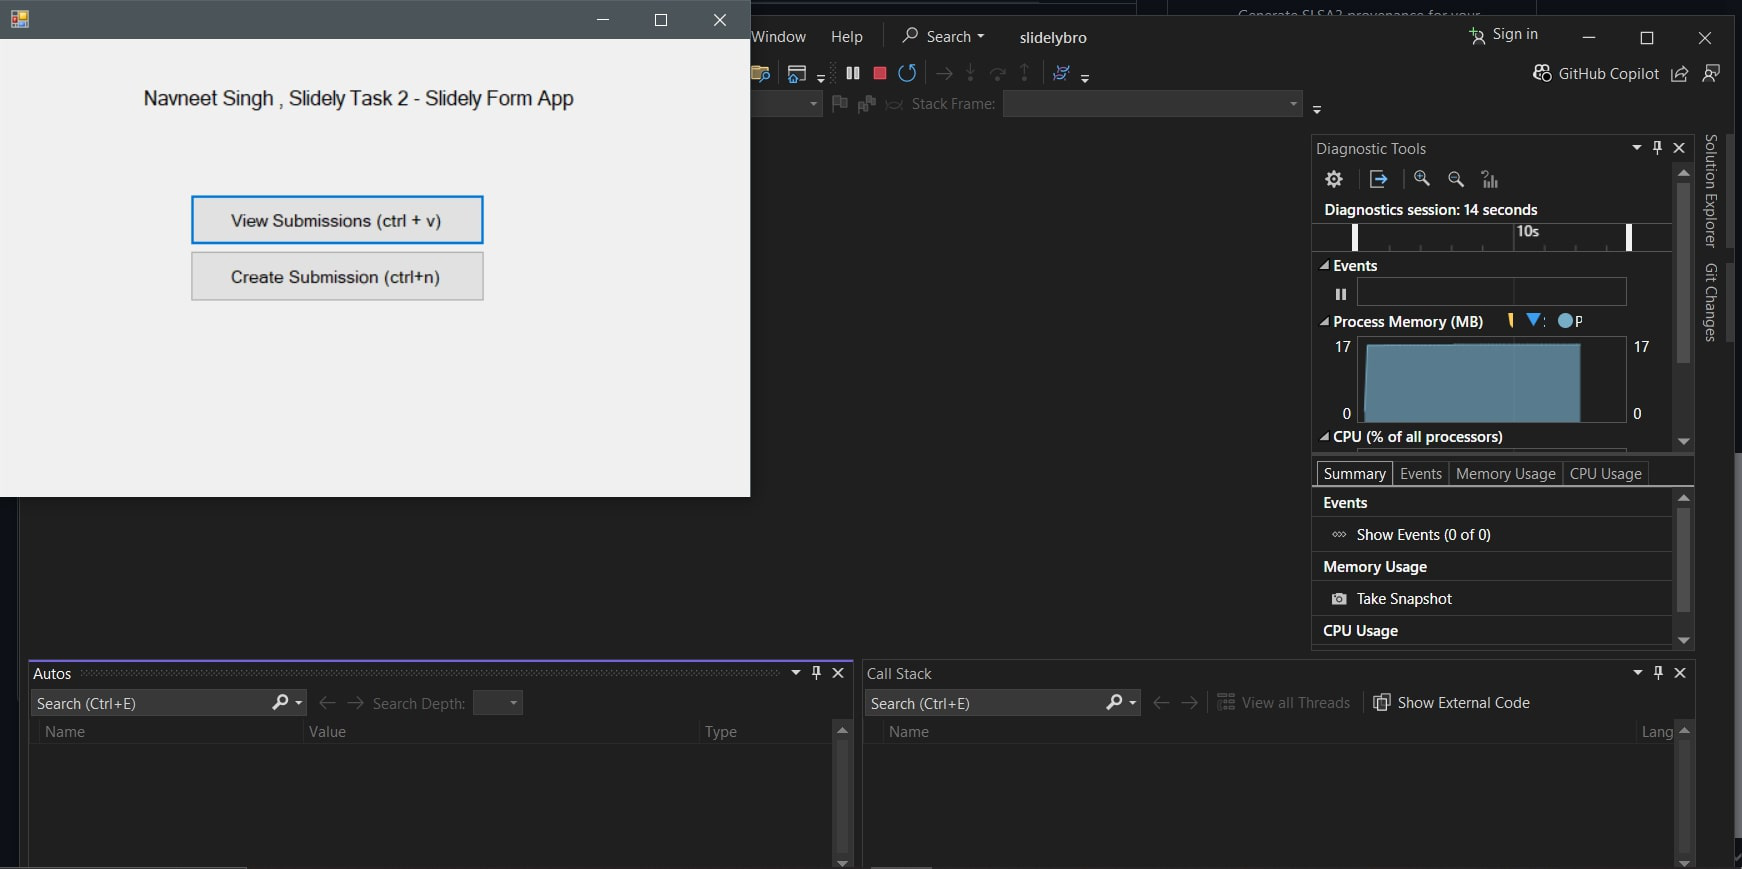 Navneet Singh , Slidely Task 2 - Slidely Form App
View Submissions (ctrl + v)
Create Submission (ctrl+n)
Window Help Search slidelybro Sign in
GitHub Copilot
Stack Frame:
Diagnostic Tools
Diagnostics session: 14 seconds
10s
Events
Process Memory (MB) P
17 17
0 0
CPU (% of all processors)
Summary Events Memory Usage CPU Usage
Events
Show Events (0 of 0)
Memory Usage
Take Snapshot
CPU Usage
Solution Explorer
Git Changes
Autos
Search (Ctrl+E) Search Depth:
Name Value Type
Call Stack
Search (Ctrl+E) View all Threads Show External Code
Name Lang